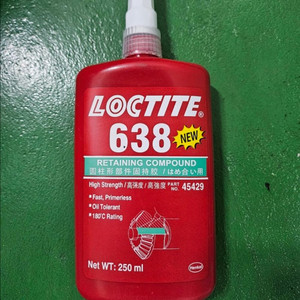 LOCTITE®
638
NEW
RETAINING COMPOUND
圆柱形部件固持胶 / はめ合い用
High Strength / 高强度 / 高強度 PART NO. 45429
• Fast, Primerless
• Oil Tolerant
• 180°C Rating
Net WT: 250 ml
Henkel